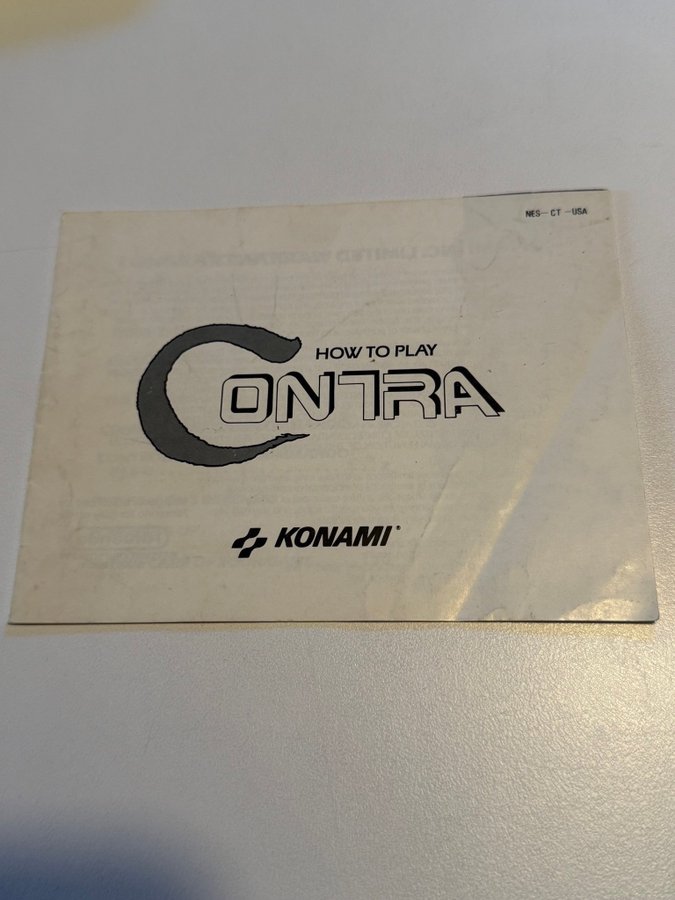 NES-CT-USA
HOW TO PLAY
CONTRA
KONAMI®